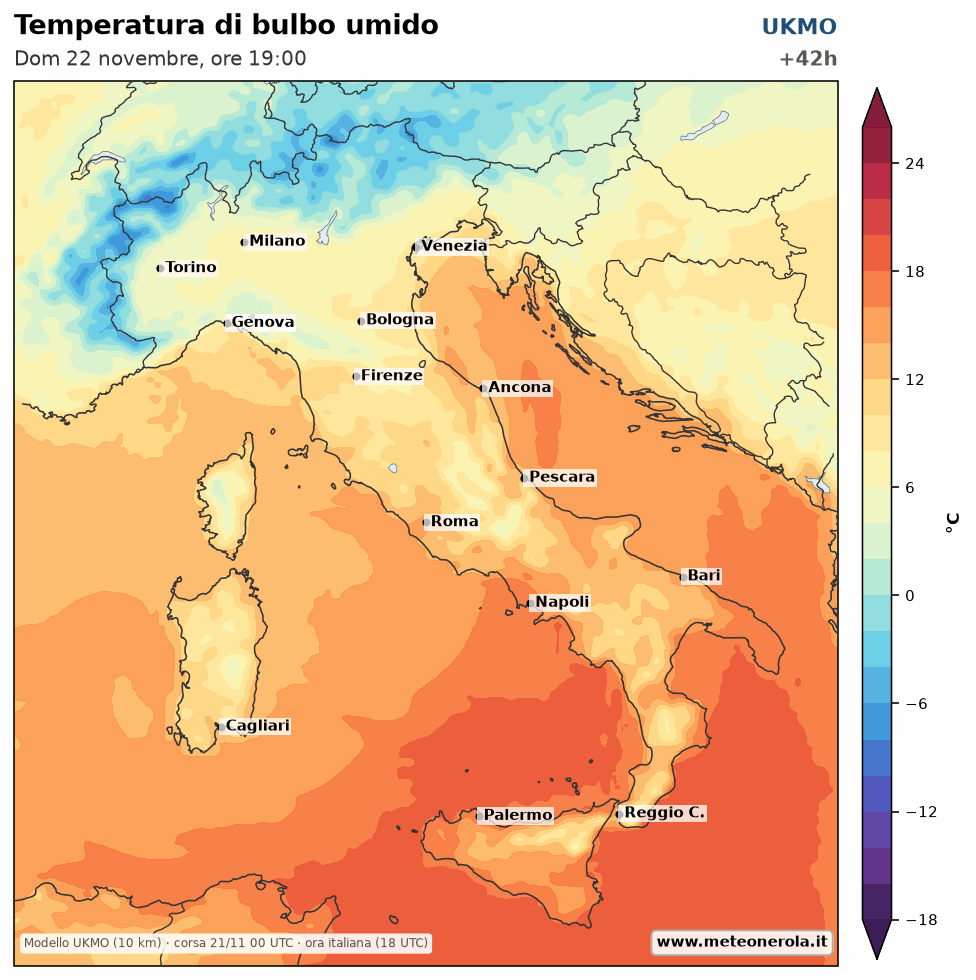 Temperatura di bulbo umido
UKMO
Dom 22 novembre, ore 19:00
+42h
Milano
Venezia
Torino
Genova
Bologna
Firenze
Ancona
Pescara
Roma
Bari
Napoli
Cagliari
Palermo
Reggio C.
24
18
12
6
0
−6
−12
−18
°C
Modello UKMO (10 km) · corsa 21/11 00 UTC · ora italiana (18 UTC)
www.meteonerola.it